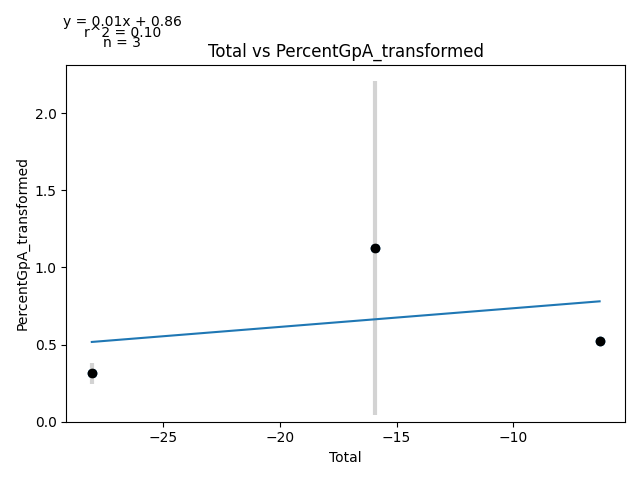 y = 0.01x + 0.86
r^2 = 0.10
n = 3
Total vs PercentGpA_transformed
PercentGpA_transformed
2.0
1.5
1.0
0.5
0.0
−25
−20
−15
−10
Total